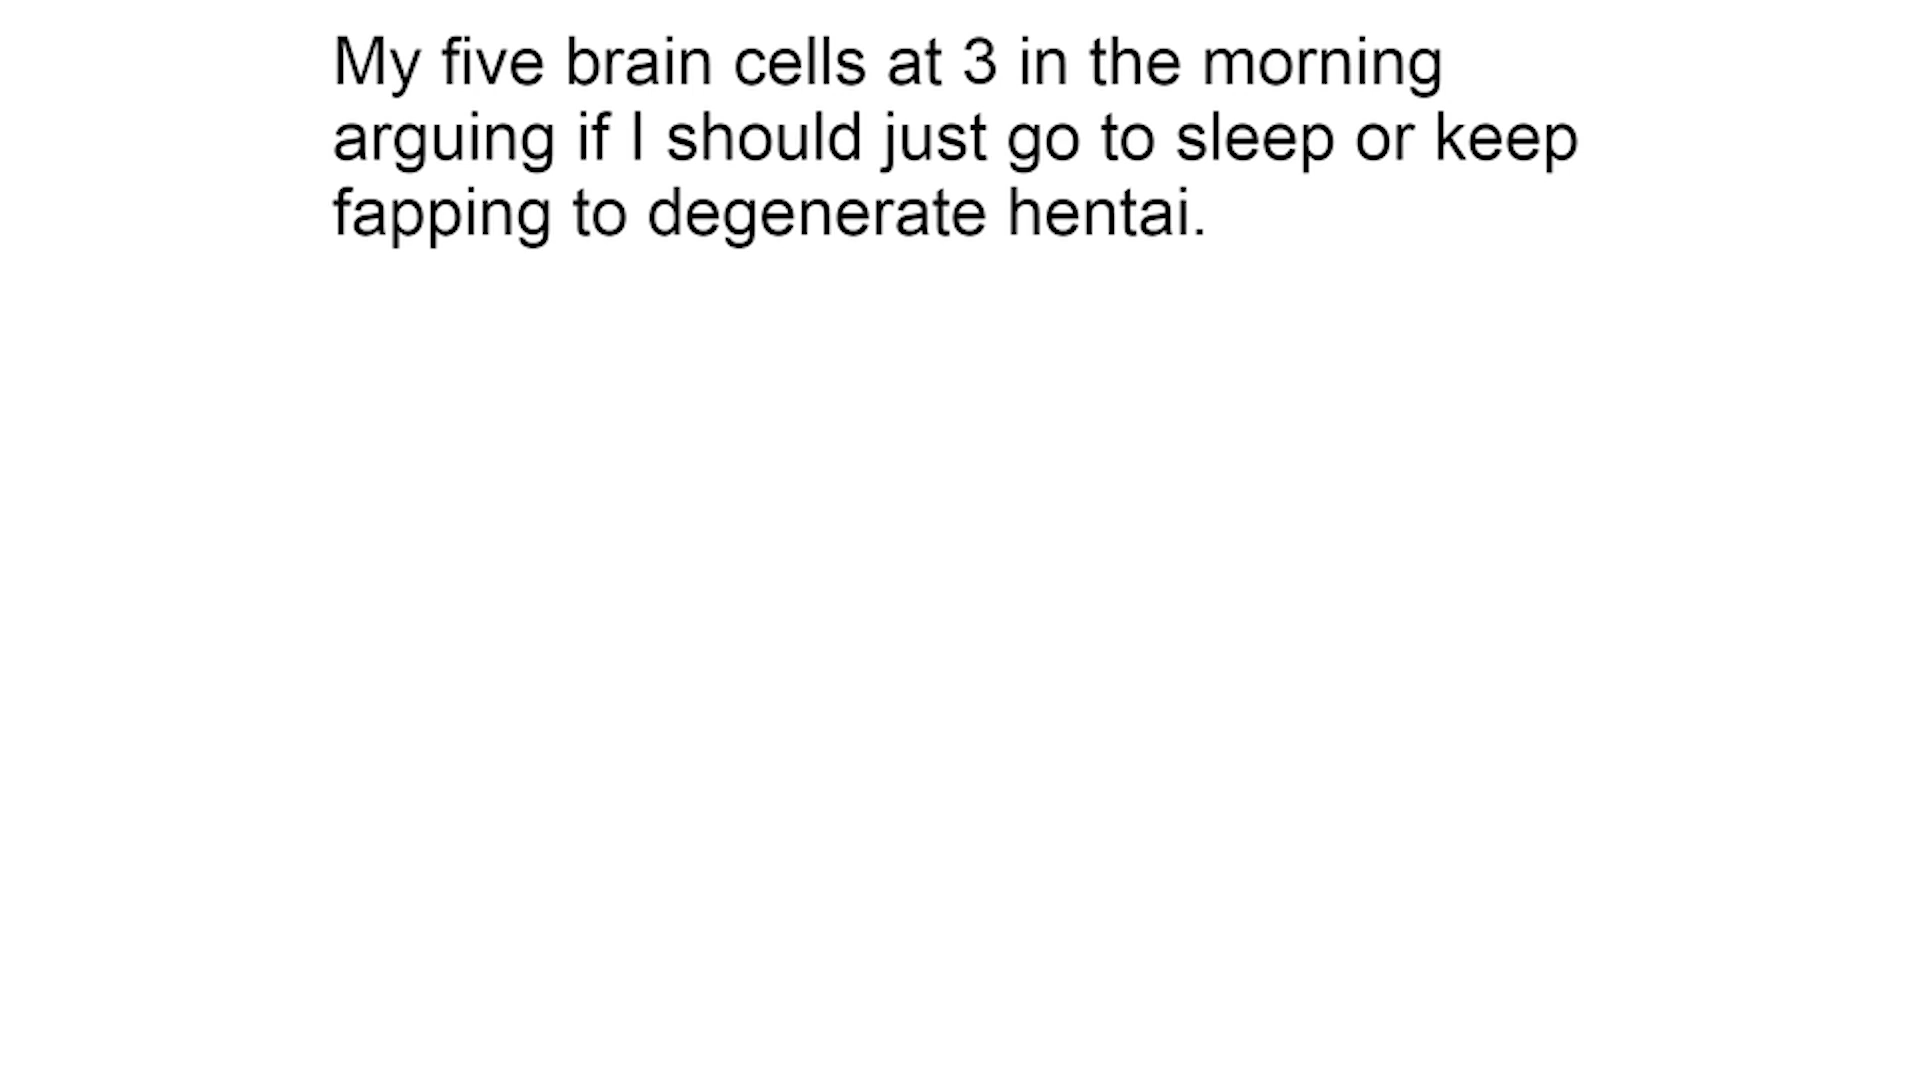 My five brain cells at 3 in the morning
arguing if I should just go to sleep or keep
fapping to degenerate hentai.